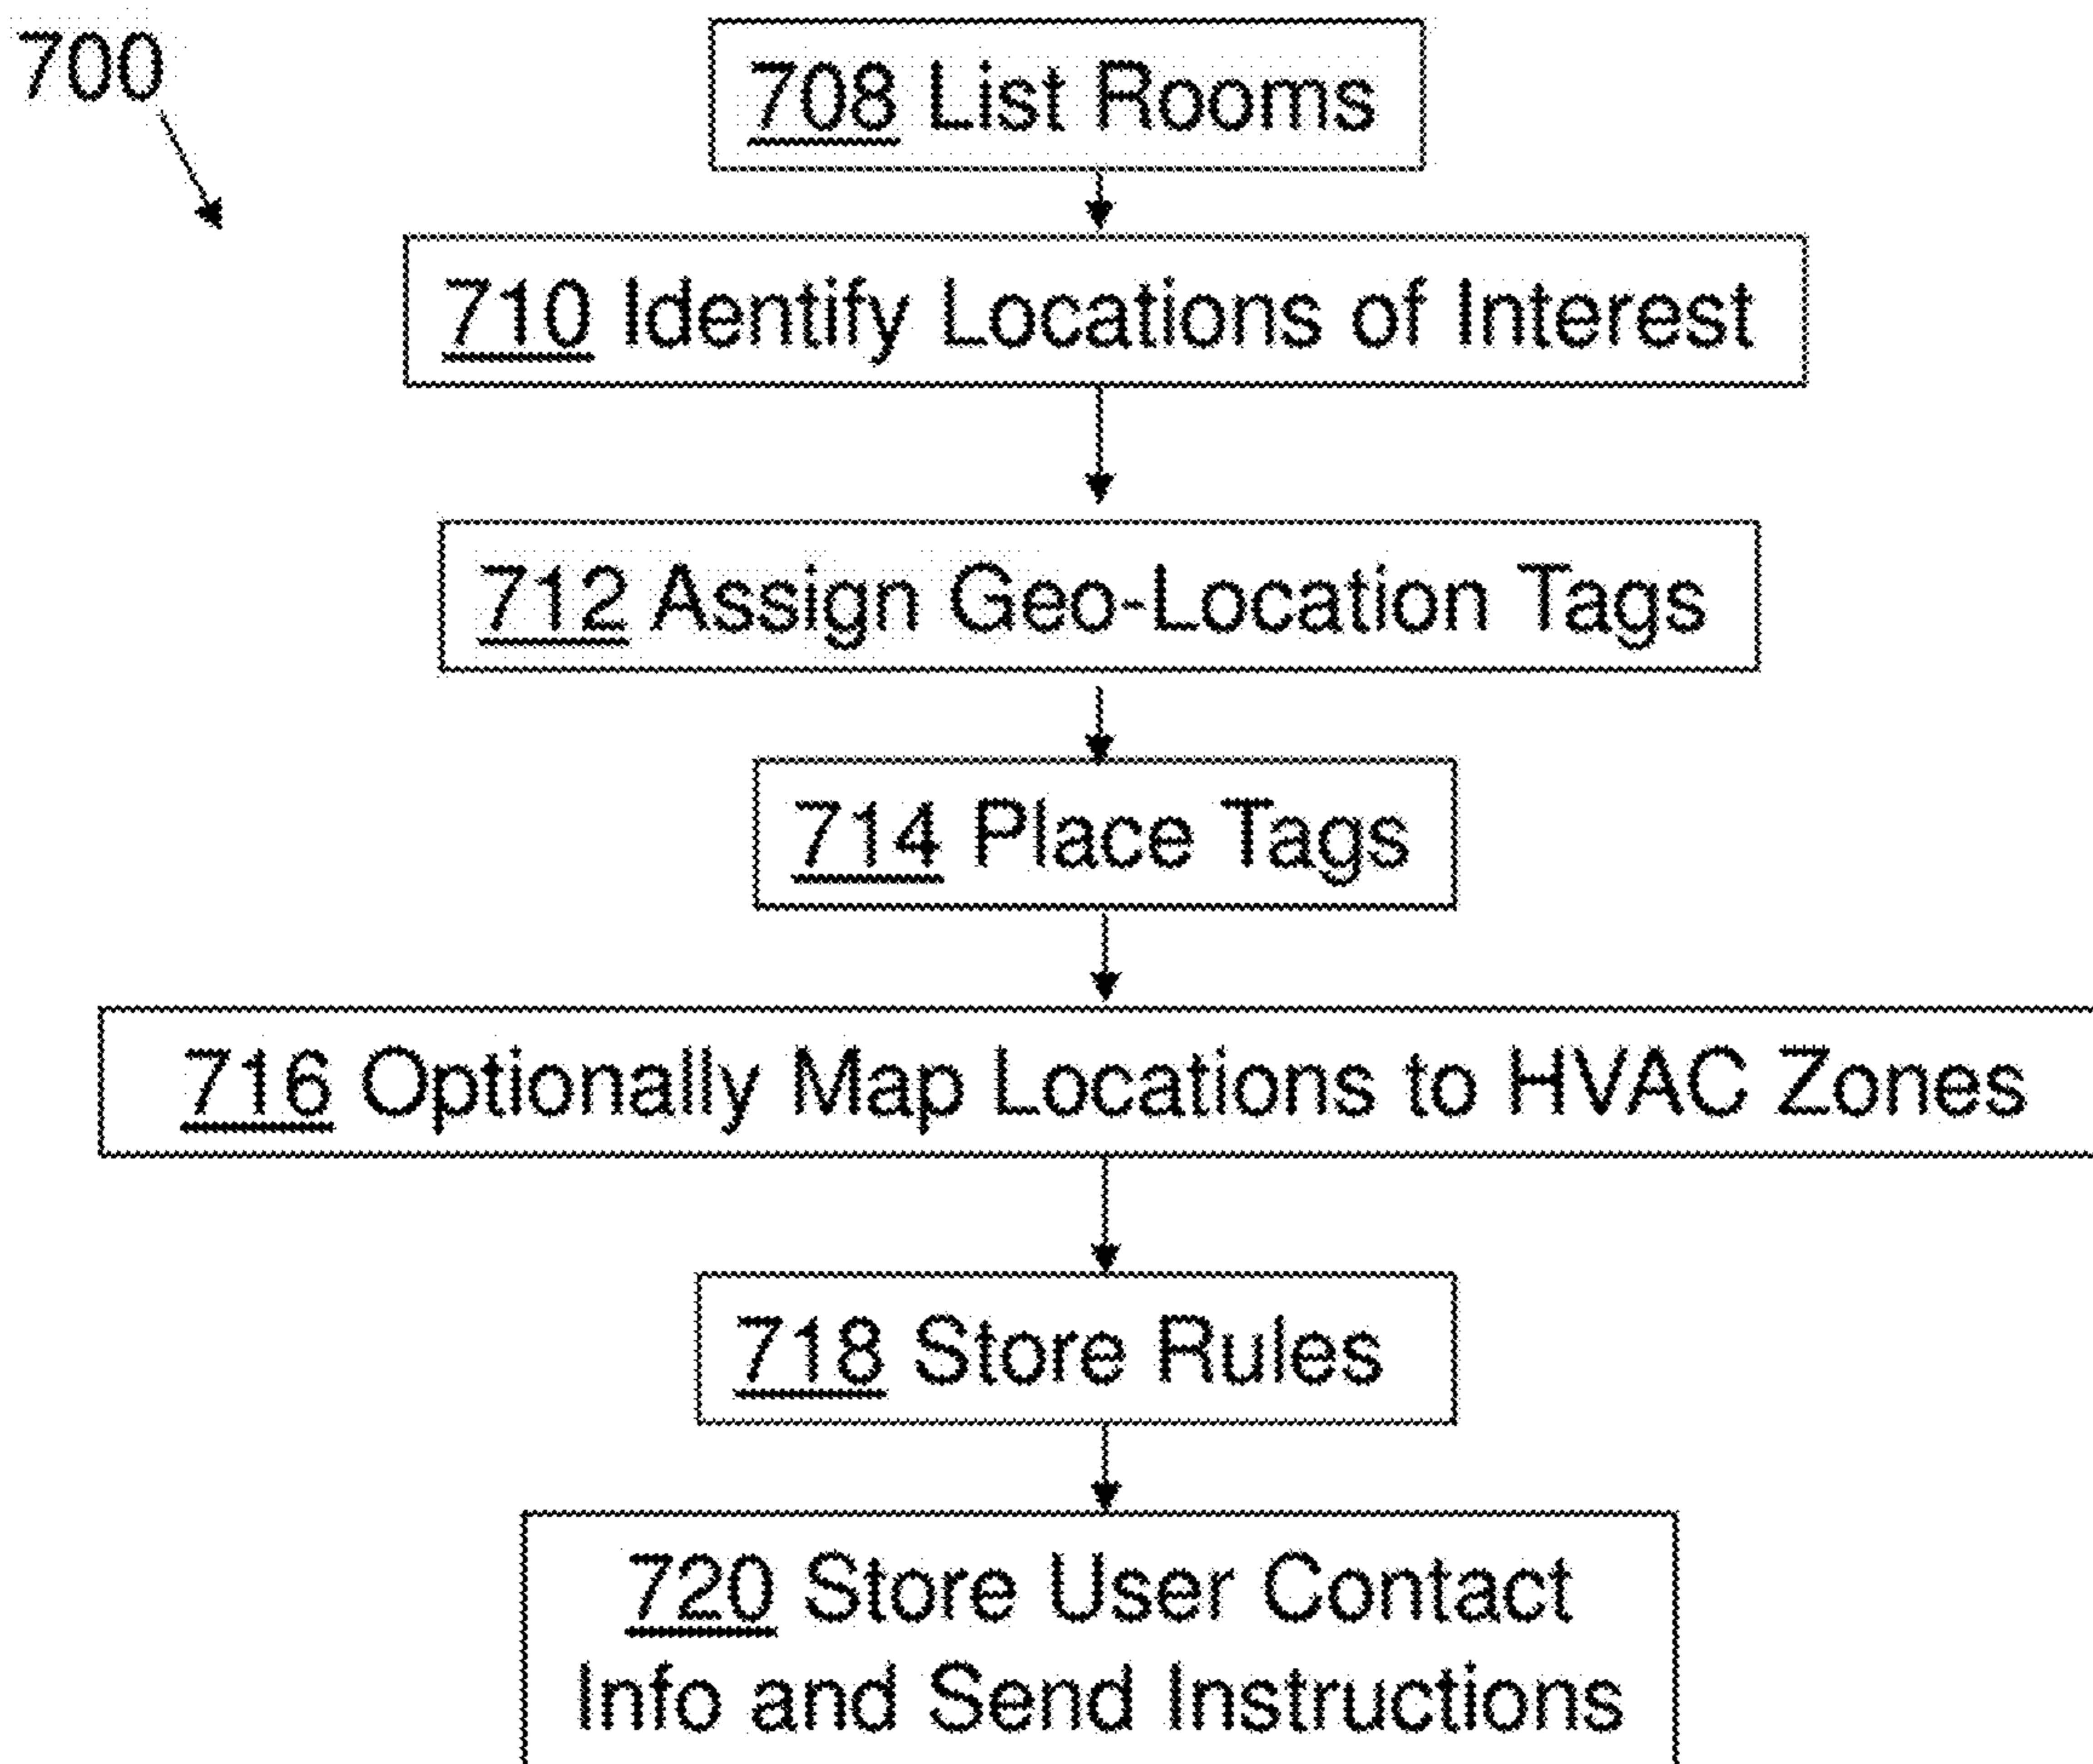 700
708 List Rooms
710 Identify Locations of Interest
712 Assign Geo-Location Tags
714 Place Tags
716 Optionally Map Locations to HVAC Zones
718 Store Rules
720 Store User Contact
Info and Send Instructions